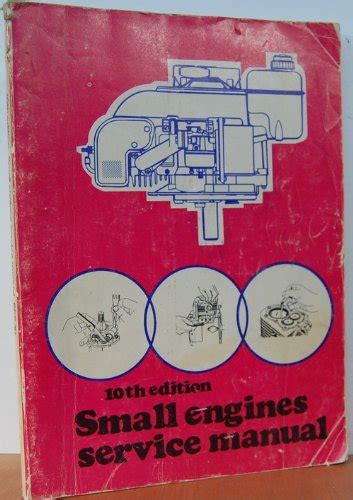 10th edition
Small engines
service manual